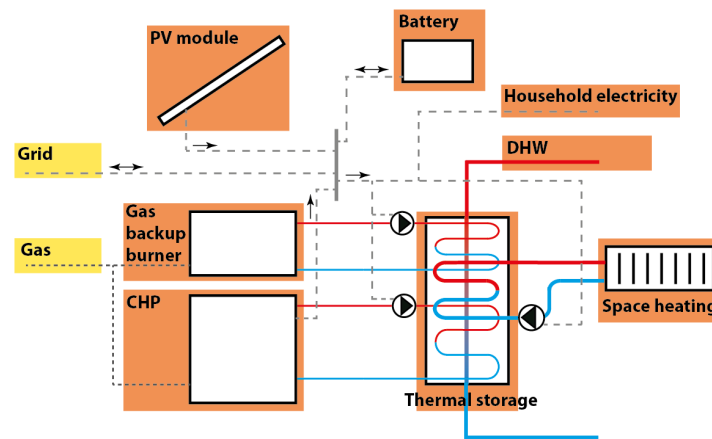 Battery
PV module
Household electricity
Grid
DHW
Gas
backup
burner
Gas
CHP
Space heating
Thermal storage